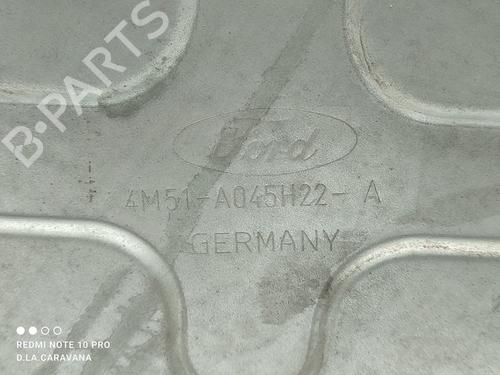 B-PARTS
Ford
4M51-A045H22-A
GERMANY
REDMI NOTE 10 PRO
D.LA CARAVANA